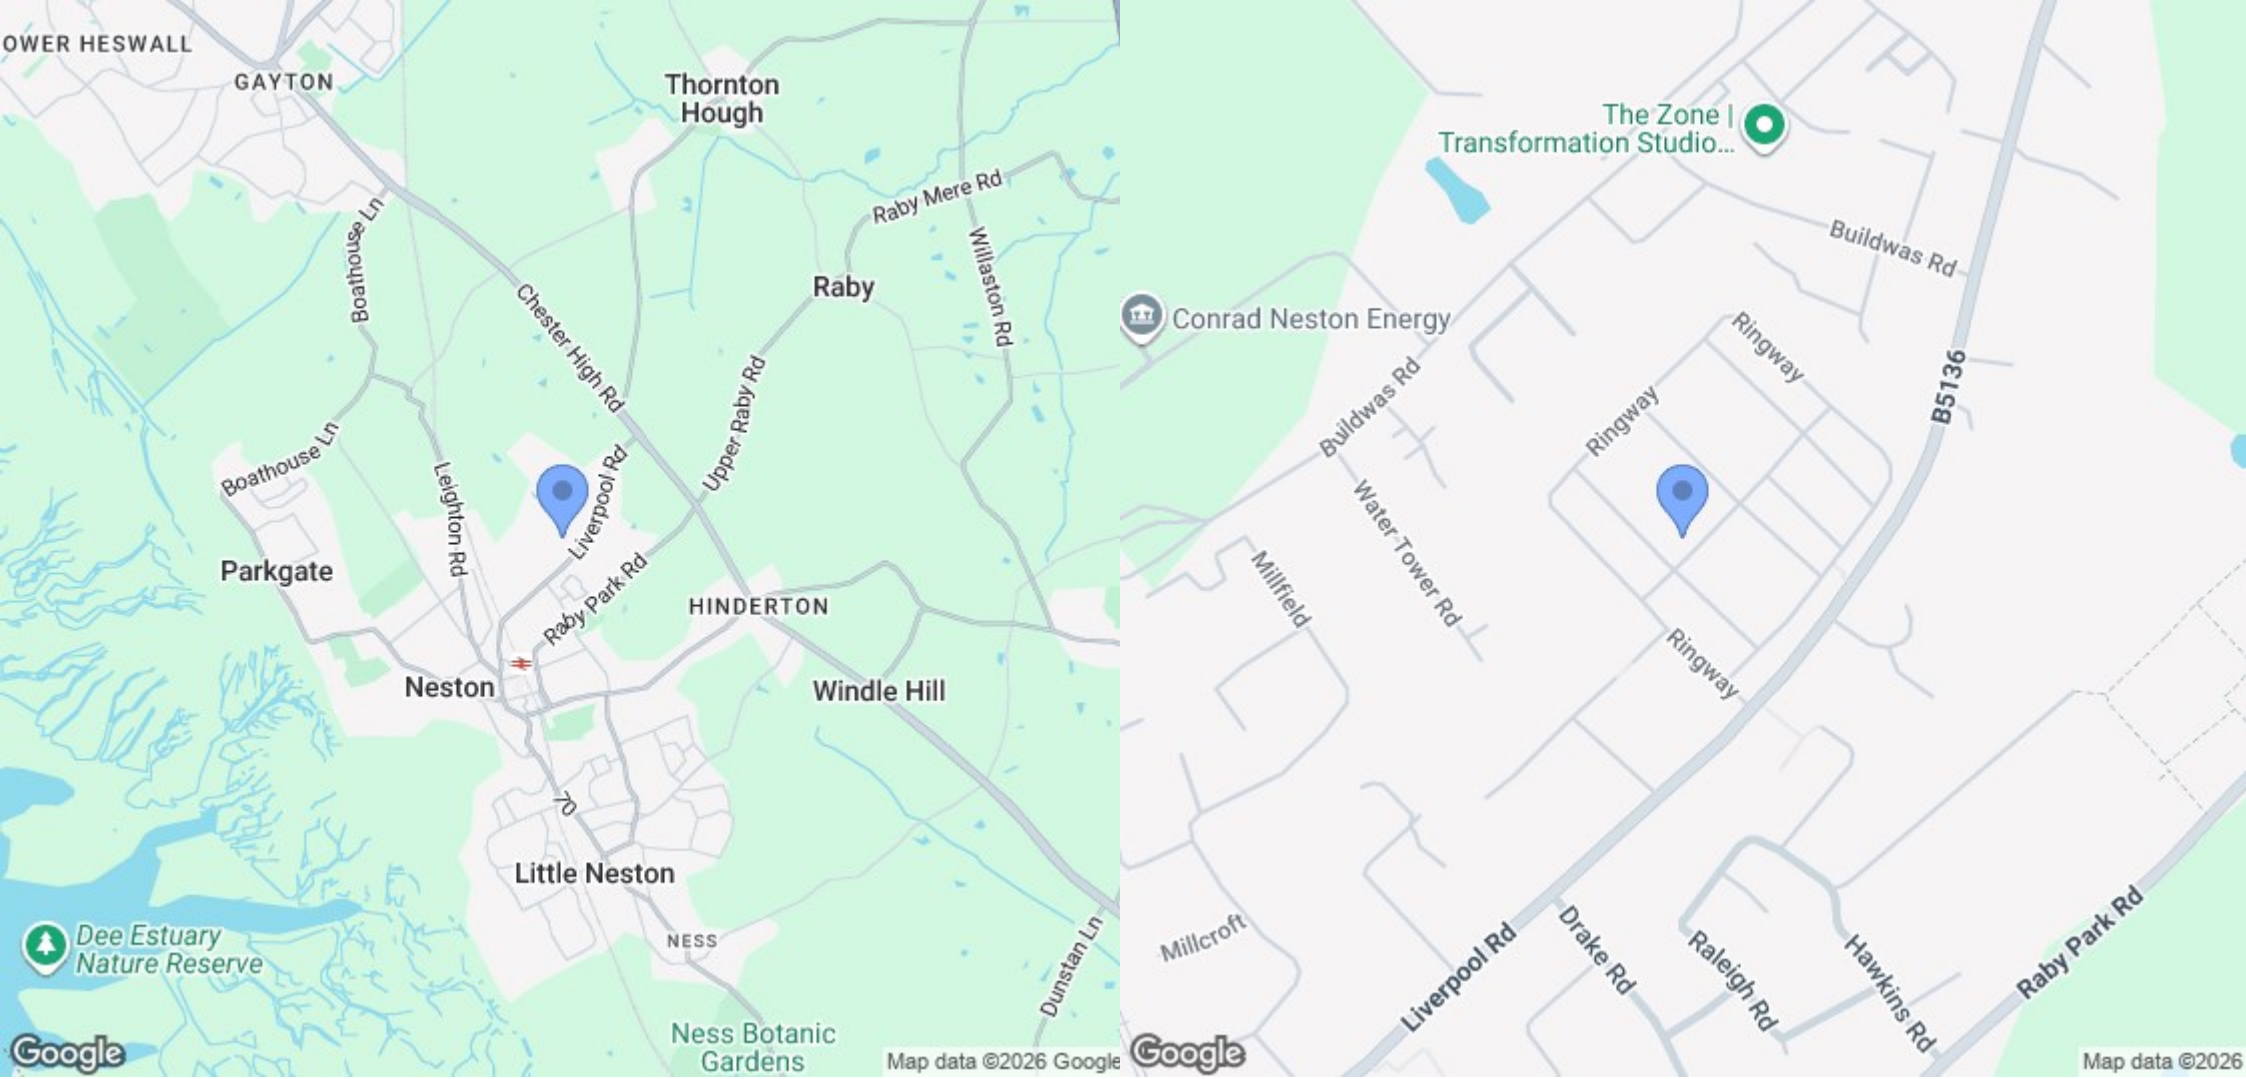 OWER HESWALL
GAYTON
Thornton
Hough
Boathouse Ln
Raby Mere Rd
Willaston Rd
Chester High Rd
Raby
Upper Raby Rd
Boathouse Ln
Leighton Rd
Liverpool Rd
Parkgate
Raby Park Rd
HINDERTON
Neston
Windle Hill
70
Little Neston
NESS
Dee Estuary
Nature Reserve
Dunstan Ln
Ness Botanic
Gardens
Google
Map data ©2026 Google
The Zone |
Transformation Studio...
Buildwas Rd
Conrad Neston Energy
Ringway
B5136
Buildwas Rd
Ringway
Water Tower Rd
Millfield
Ringway
Millcroft
Liverpool Rd
Drake Rd
Raleigh Rd
Hawkins Rd
Raby Park Rd
Google
Map data ©2026